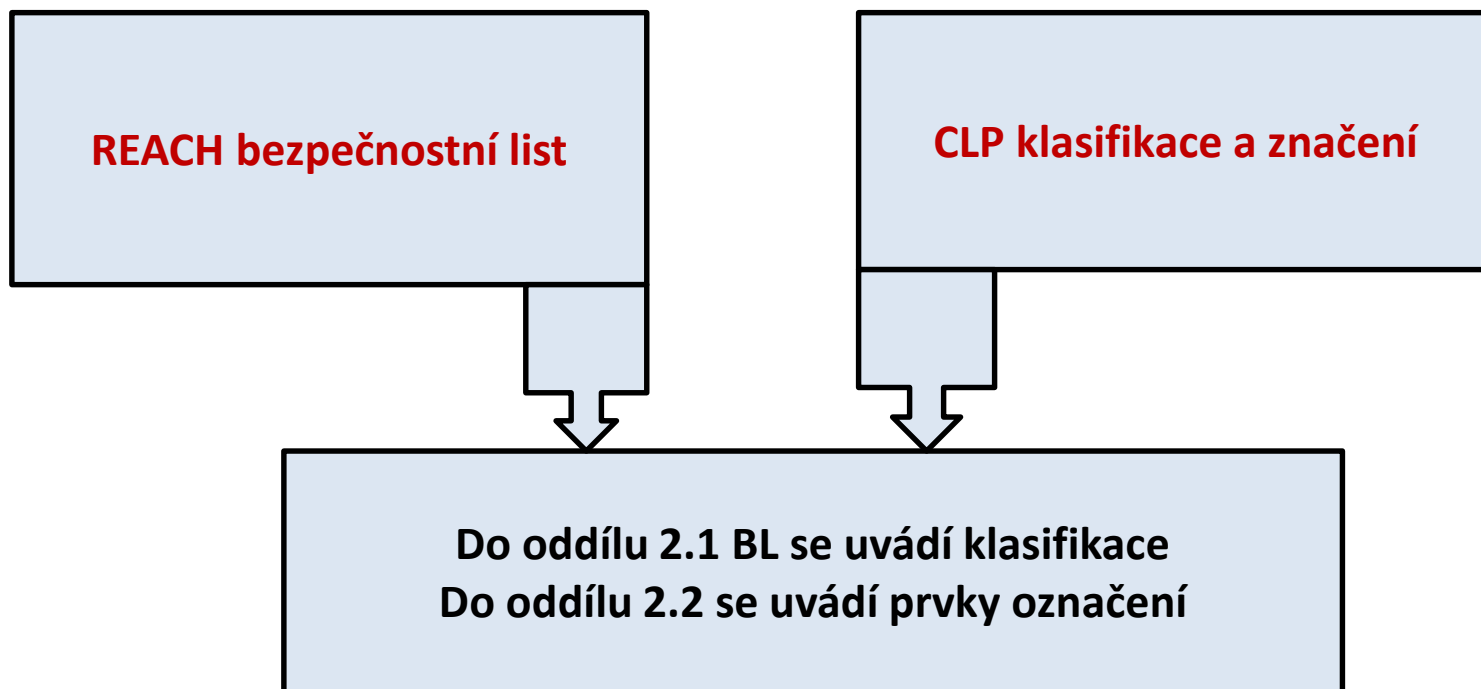 REACH bezpečnostní list
CLP klasifikace a značení
Do oddílu 2.1 BL se uvádí klasifikace
Do oddílu 2.2 se uvádí prvky označení